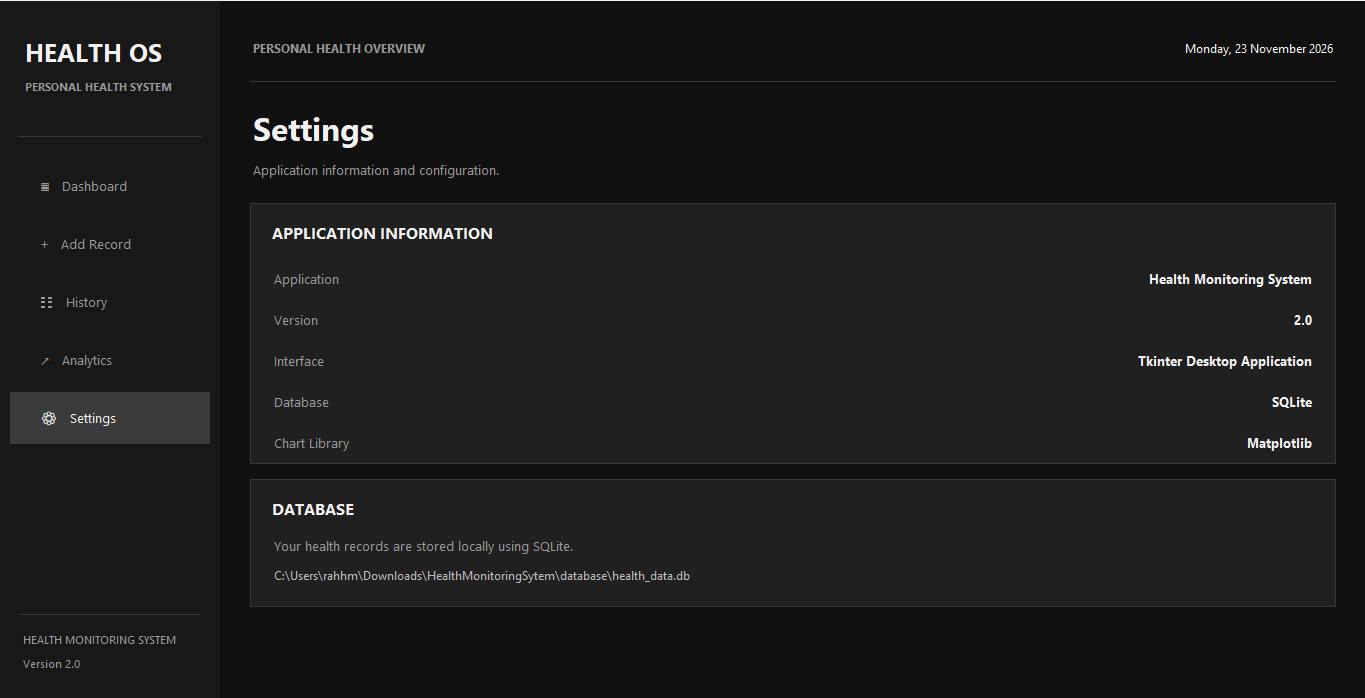 HEALTH OS
PERSONAL HEALTH SYSTEM
Dashboard
+ Add Record
History
Analytics
Settings
HEALTH MONITORING SYSTEM
Version 2.0
PERSONAL HEALTH OVERVIEW
Monday, 23 November 2026
Settings
Application information and configuration.
APPLICATION INFORMATION
Application Health Monitoring System
Version 2.0
Interface Tkinter Desktop Application
Database SQLite
Chart Library Matplotlib
DATABASE
Your health records are stored locally using SQLite.
C:\Users\rahhm\Downloads\HealthMonitoringSytem\database\health_data.db